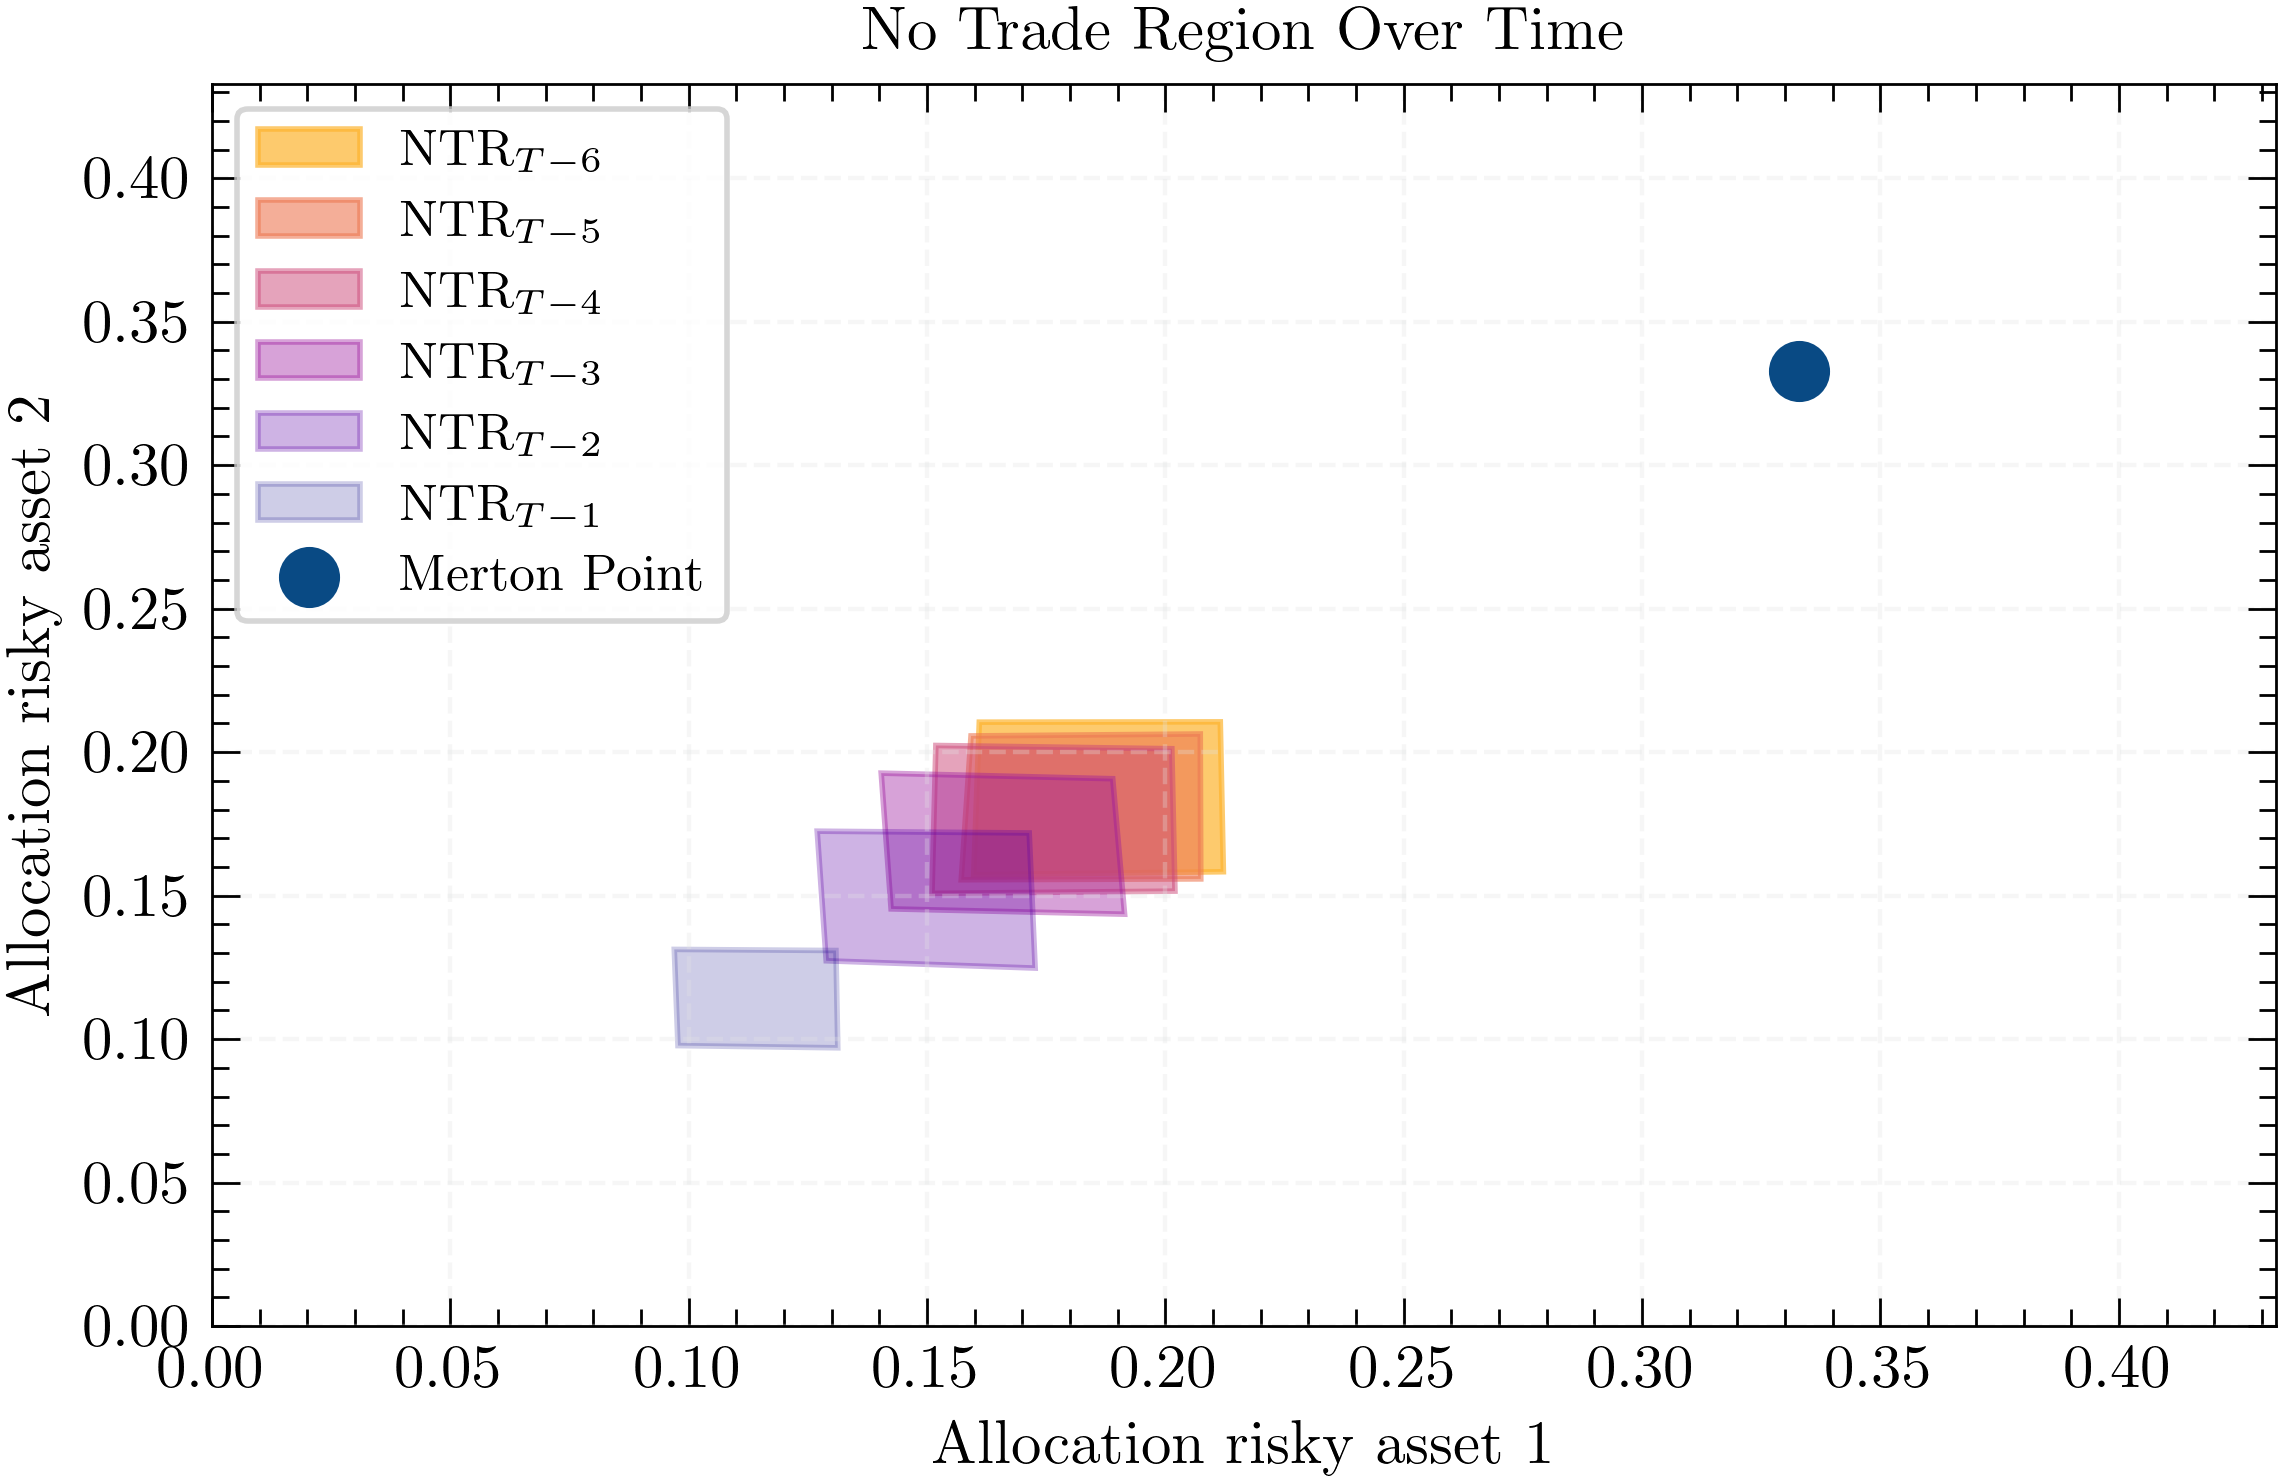 No Trade Region Over Time
NTR_{T−6}
NTR_{T−5}
NTR_{T−4}
NTR_{T−3}
NTR_{T−2}
NTR_{T−1}
Merton Point
Allocation risky asset 2
0.40
0.35
0.30
0.25
0.20
0.15
0.10
0.05
0.00
0.00 0.05 0.10 0.15 0.20 0.25 0.30 0.35 0.40
Allocation risky asset 1